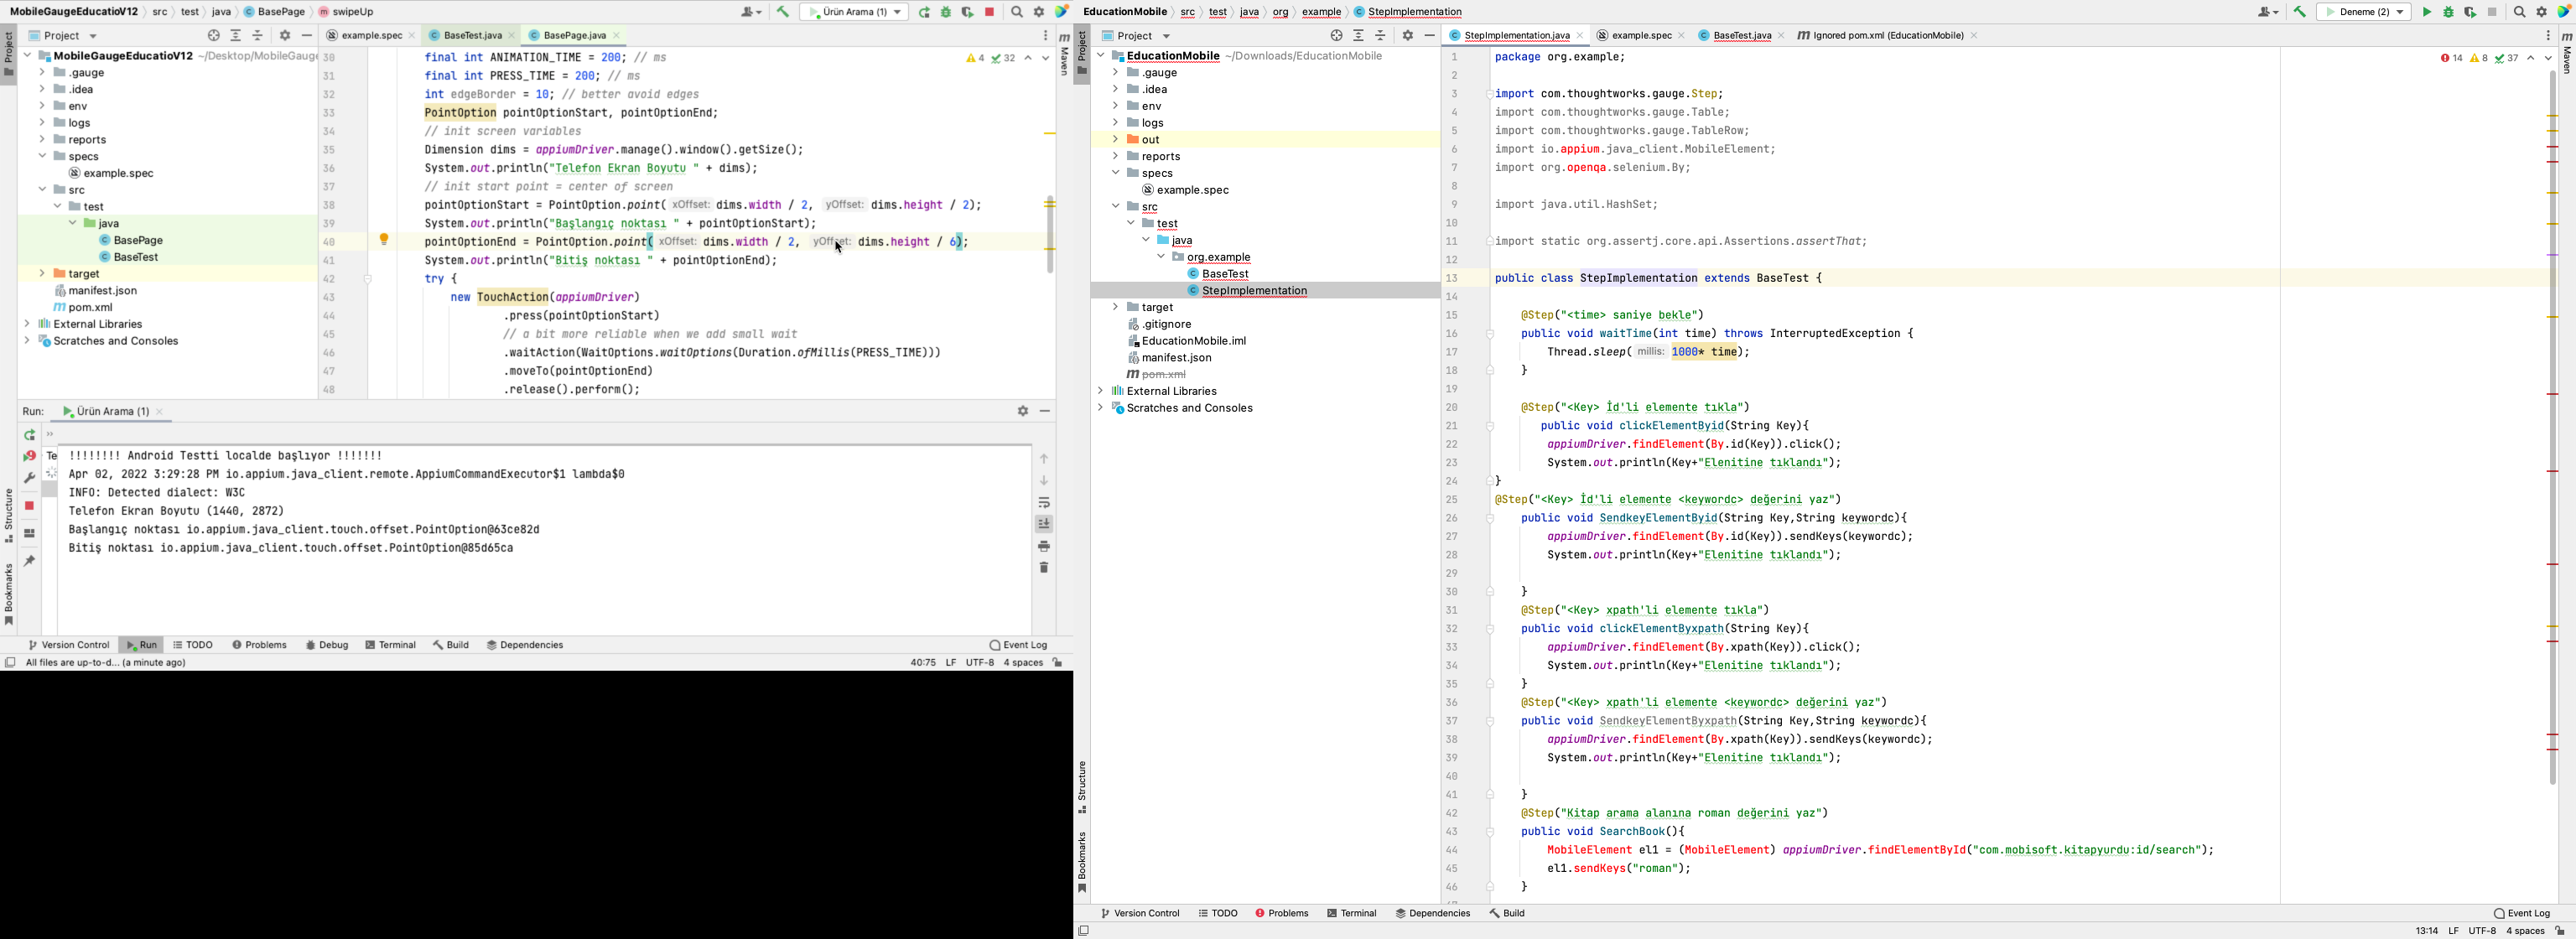 MobileGaugeEducatioV12 src test java BasePage swipeUp Ürün Arama (1)
Project example.spec BaseTest.java BasePage.java
MobileGaugeEducatioV12 ~/Desktop/MobileGauge
.gauge
.idea
env
logs
reports
specs
example.spec
src
test
java
BasePage
BaseTest
target
manifest.json
pom.xml
External Libraries
Scratches and Consoles
Project
Structure
Bookmarks
Maven
4 32
30 final int ANIMATION_TIME = 200; // ms
31 final int PRESS_TIME = 200; // ms
32 int edgeBorder = 10; // better avoid edges
33 PointOption pointOptionStart, pointOptionEnd;
34 // init screen variables
35 Dimension dims = appiumDriver.manage().window().getSize();
36 System.out.println("Telefon Ekran Boyutu " + dims);
37 // init start point = center of screen
38 pointOptionStart = PointOption.point( xOffset: dims.width / 2, yOffset: dims.height / 2);
39 System.out.println("Başlangıç noktası " + pointOptionStart);
40 pointOptionEnd = PointOption.point( xOffset: dims.width / 2, yOffset: dims.height / 6);
41 System.out.println("Bitiş noktası " + pointOptionEnd);
42 try {
43 new TouchAction(appiumDriver)
44 .press(pointOptionStart)
45 // a bit more reliable when we add small wait
46 .waitAction(WaitOptions.waitOptions(Duration.ofMillis(PRESS_TIME)))
47 .moveTo(pointOptionEnd)
48 .release().perform();
Run: Ürün Arama (1)
Te
!!!!!!!! Android Testti localde başlıyor !!!!!!!
Apr 02, 2022 3:29:28 PM io.appium.java_client.remote.AppiumCommandExecutor$1 lambda$0
INFO: Detected dialect: W3C
Telefon Ekran Boyutu (1440, 2872)
Başlangıç noktası io.appium.java_client.touch.offset.PointOption@63ce82d
Bitiş noktası io.appium.java_client.touch.offset.PointOption@85d65ca
Version Control Run TODO Problems Debug Terminal Build Dependencies Event Log
All files are up-to-d... (a minute ago) 40:75 LF UTF-8 4 spaces
EducationMobile src test java org example StepImplementation Deneme (2)
Project StepImplementation.java example.spec BaseTest.java Ignored pom.xml (EducationMobile)
EducationMobile ~/Downloads/EducationMobile
.gauge
.idea
env
logs
out
reports
specs
example.spec
src
test
java
org.example
BaseTest
StepImplementation
target
.gitignore
EducationMobile.iml
manifest.json
pom.xml
External Libraries
Scratches and Consoles
Project
Structure
Bookmarks
Maven
14 8 37
1 package org.example;
2
3 import com.thoughtworks.gauge.Step;
4 import com.thoughtworks.gauge.Table;
5 import com.thoughtworks.gauge.TableRow;
6 import io.appium.java_client.MobileElement;
7 import org.openqa.selenium.By;
8
9 import java.util.HashSet;
10
11 import static org.assertj.core.api.Assertions.assertThat;
12
13 public class StepImplementation extends BaseTest {
14
15 @Step("<time> saniye bekle")
16 public void waitTime(int time) throws InterruptedException {
17 Thread.sleep( millis: 1000* time);
18 }
19
20 @Step("<Key> İd'li elemente tıkla")
21 public void clickElementByid(String Key){
22 appiumDriver.findElement(By.id(Key)).click();
23 System.out.println(Key+"Elenitine tıklandı");
24 }
25 @Step("<Key> İd'li elemente <keywordc> değerini yaz")
26 public void SendkeyElementByid(String Key,String keywordc){
27 appiumDriver.findElement(By.id(Key)).sendKeys(keywordc);
28 System.out.println(Key+"Elenitine tıklandı");
29
30 }
31 @Step("<Key> xpath'li elemente tıkla")
32 public void clickElementByxpath(String Key){
33 appiumDriver.findElement(By.xpath(Key)).click();
34 System.out.println(Key+"Elenitine tıklandı");
35 }
36 @Step("<Key> xpath'li elemente <keywordc> değerini yaz")
37 public void SendkeyElementByxpath(String Key,String keywordc){
38 appiumDriver.findElement(By.xpath(Key)).sendKeys(keywordc);
39 System.out.println(Key+"Elenitine tıklandı");
40
41 }
42 @Step("Kitap arama alanına roman değerini yaz")
43 public void SearchBook(){
44 MobileElement el1 = (MobileElement) appiumDriver.findElementById("com.mobisoft.kitapyurdu:id/search");
45 el1.sendKeys("roman");
46 }
Version Control TODO Problems Terminal Dependencies Build Event Log
13:14 LF UTF-8 4 spaces